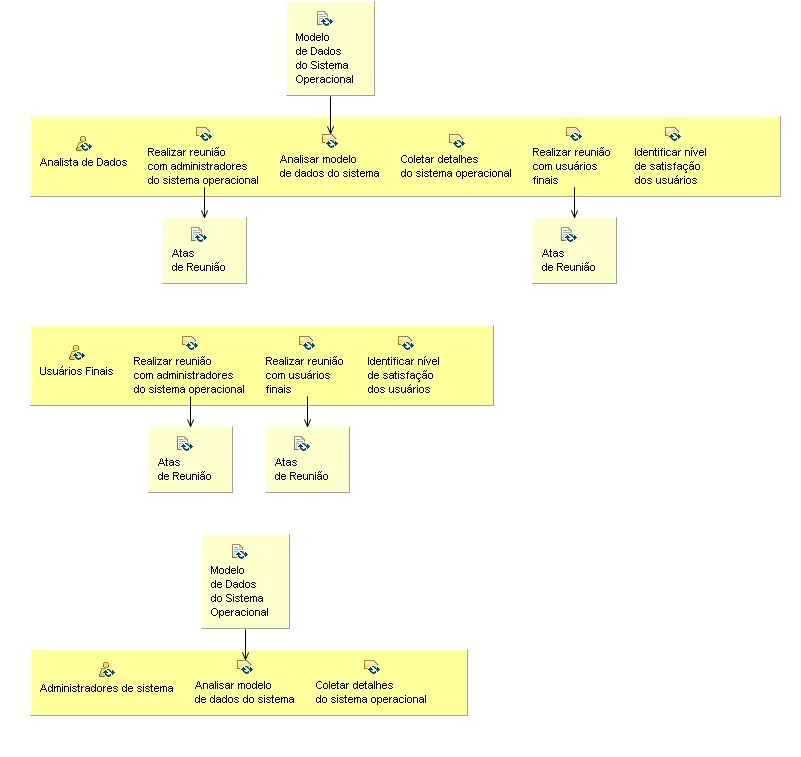 Modelo
de Dados
do Sistema
Operacional
Analista de Dados
Realizar reunião
com administradores
do sistema operacional
Analisar modelo
de dados do sistema
Coletar detalhes
do sistema operacional
Realizar reunião
com usuários
finais
Identificar nível
de satisfação
dos usuários
Atas
de Reunião
Atas
de Reunião
Usuários Finais
Realizar reunião
com administradores
do sistema operacional
Realizar reunião
com usuários
finais
Identificar nível
de satisfação
dos usuários
Atas
de Reunião
Atas
de Reunião
Modelo
de Dados
do Sistema
Operacional
Administradores de sistema
Analisar modelo
de dados do sistema
Coletar detalhes
do sistema operacional